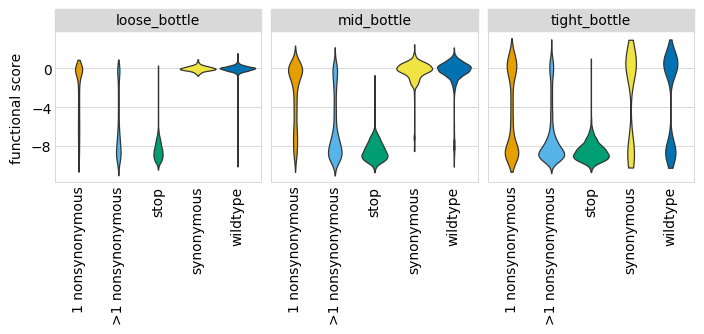 loose_bottle mid_bottle tight_bottle
functional score
0
−4
−8
1 nonsynonymous
>1 nonsynonymous
stop
synonymous
wildtype
1 nonsynonymous
>1 nonsynonymous
stop
synonymous
wildtype
1 nonsynonymous
>1 nonsynonymous
stop
synonymous
wildtype